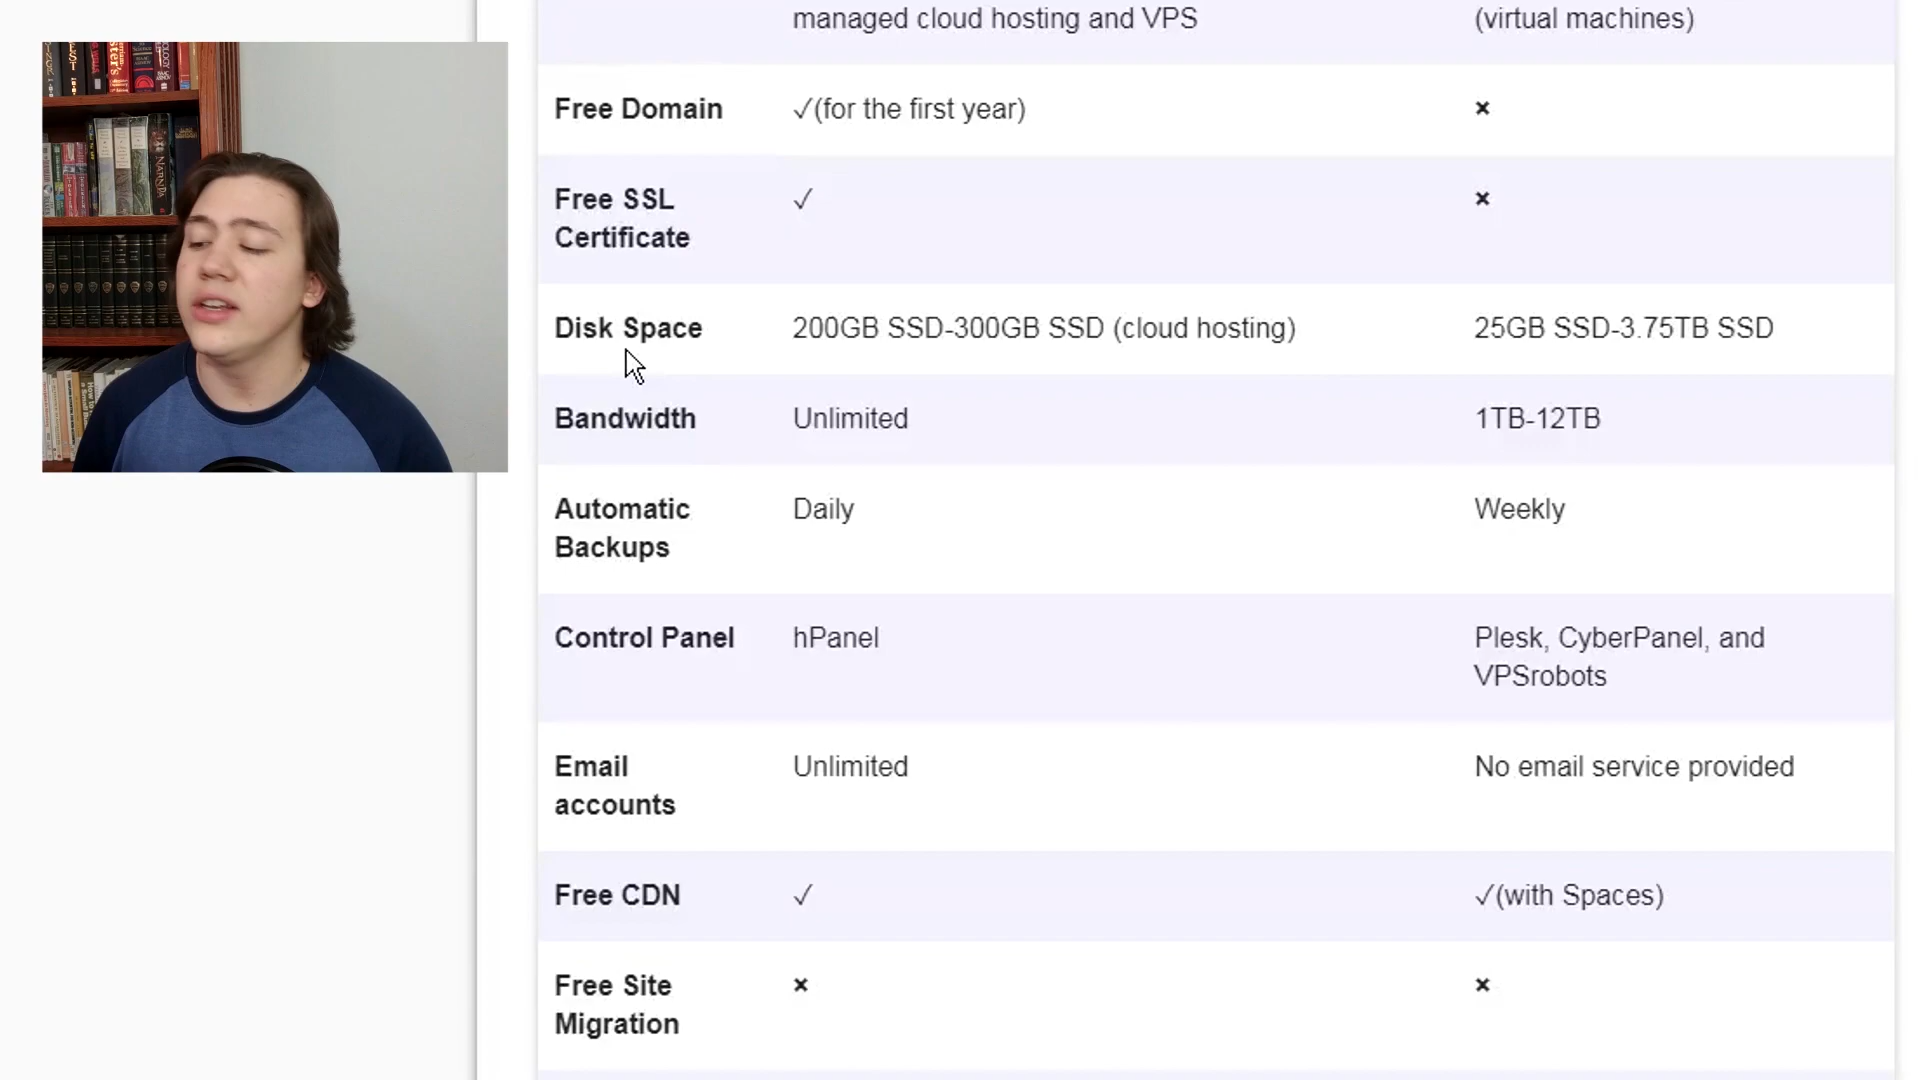 managed cloud hosting and VPS
(virtual machines)
Free Domain
✓(for the first year)
×
Free SSL
Certificate
✓
×
Disk Space
200GB SSD-300GB SSD (cloud hosting)
25GB SSD-3.75TB SSD
Bandwidth
Unlimited
1TB-12TB
Automatic
Backups
Daily
Weekly
Control Panel
hPanel
Plesk, CyberPanel, and
VPSrobots
Email
accounts
Unlimited
No email service provided
Free CDN
✓
✓(with Spaces)
Free Site
Migration
×
×
NARNIA